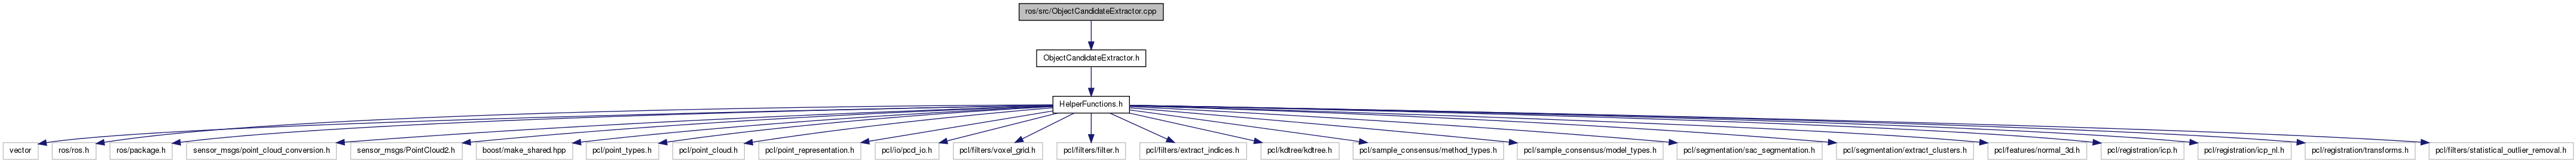 ros/src/ObjectCandidateExtractor.cpp
ObjectCandidateExtractor.h
HelperFunctions.h
vector
ros/ros.h
ros/package.h
sensor_msgs/point_cloud_conversion.h
sensor_msgs/PointCloud2.h
boost/make_shared.hpp
pcl/point_types.h
pcl/point_cloud.h
pcl/point_representation.h
pcl/io/pcd_io.h
pcl/filters/voxel_grid.h
pcl/filters/filter.h
pcl/filters/extract_indices.h
pcl/kdtree/kdtree.h
pcl/sample_consensus/method_types.h
pcl/sample_consensus/model_types.h
pcl/segmentation/sac_segmentation.h
pcl/segmentation/extract_clusters.h
pcl/features/normal_3d.h
pcl/registration/icp.h
pcl/registration/icp_nl.h
pcl/registration/transforms.h
pcl/filters/statistical_outlier_removal.h